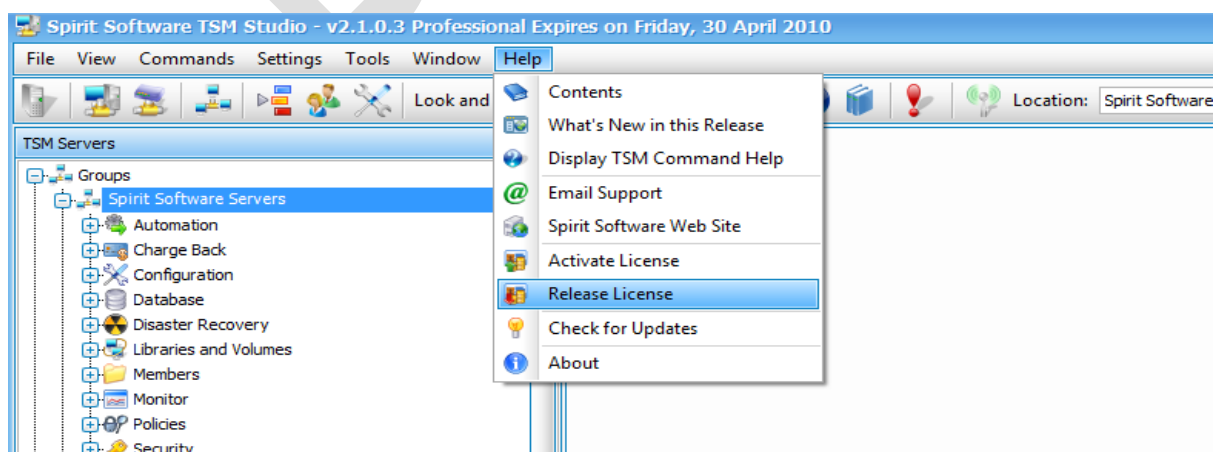 Spirit Software TSM Studio - v2.1.0.3 Professional Expires on Friday, 30 April 2010
File View Commands Settings Tools Window Help
Look and
Location: Spirit Software
TSM Servers
Groups
Spirit Software Servers
Automation
Charge Back
Configuration
Database
Disaster Recovery
Libraries and Volumes
Members
Monitor
Policies
Security
Contents
What's New in this Release
Display TSM Command Help
Email Support
Spirit Software Web Site
Activate License
Release License
Check for Updates
About